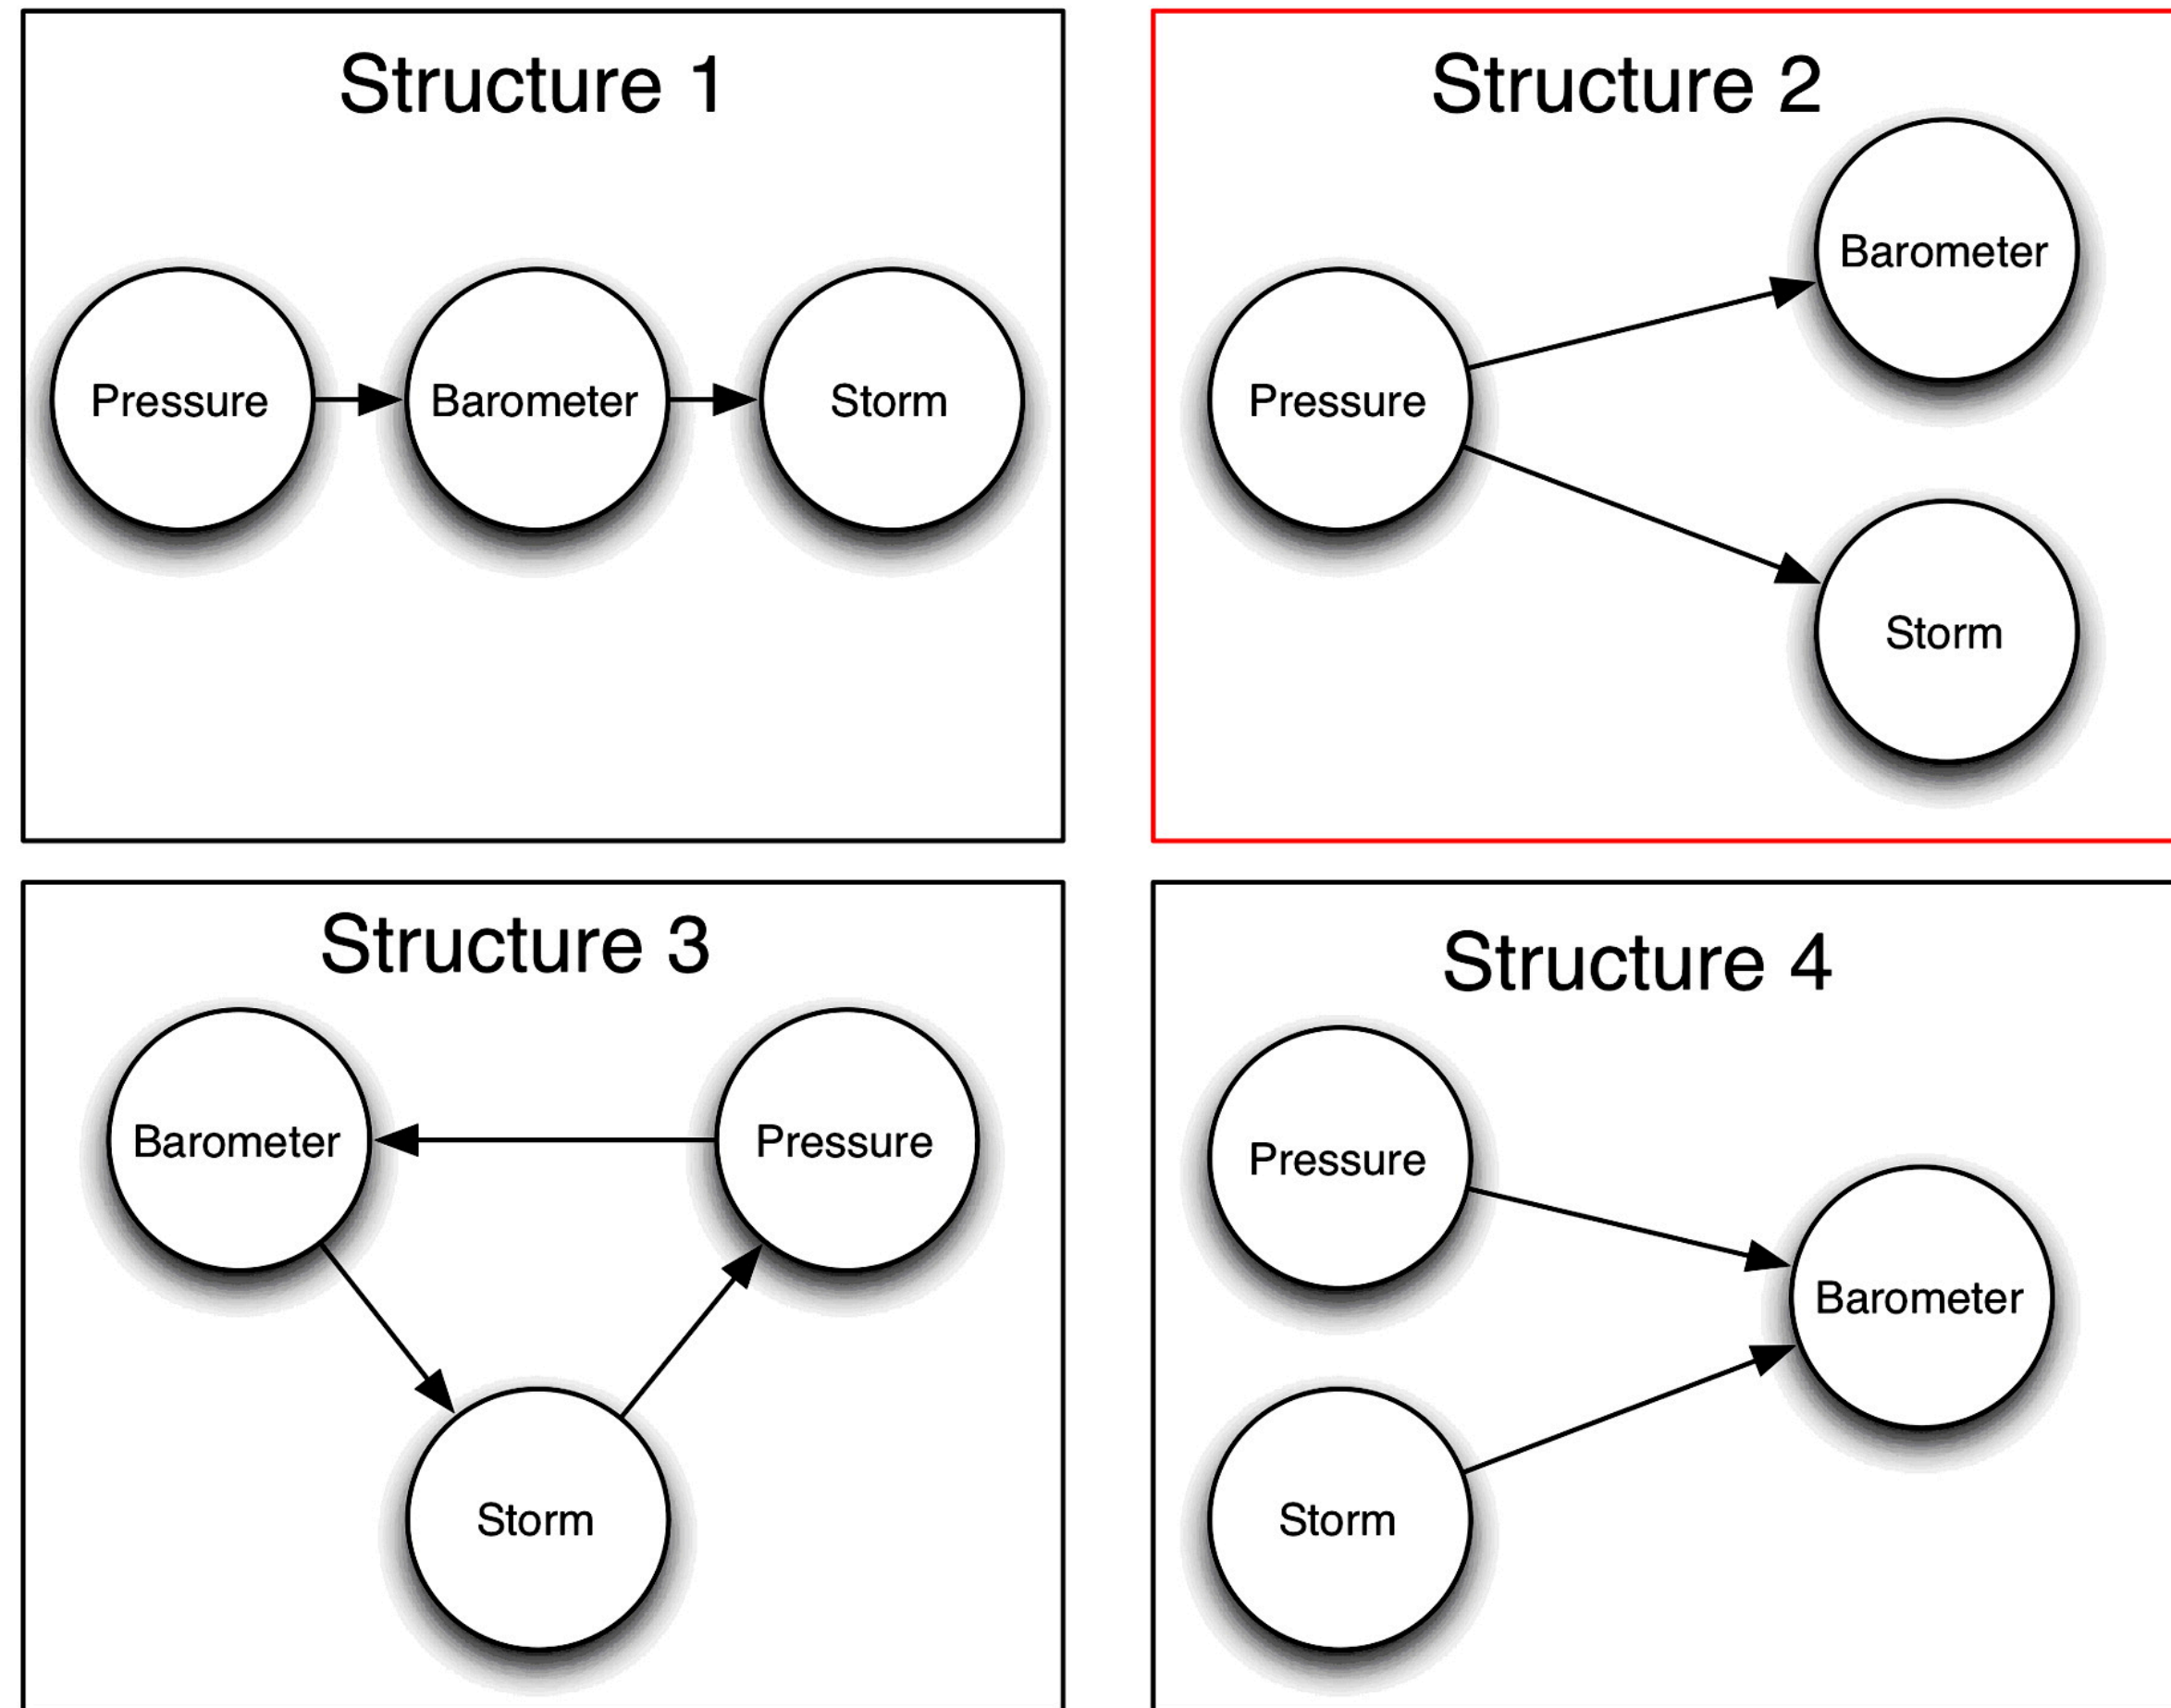 Structure 1
Pressure
Barometer
Storm
Structure 2
Barometer
Pressure
Storm
Structure 3
Barometer
Pressure
Storm
Structure 4
Pressure
Barometer
Storm